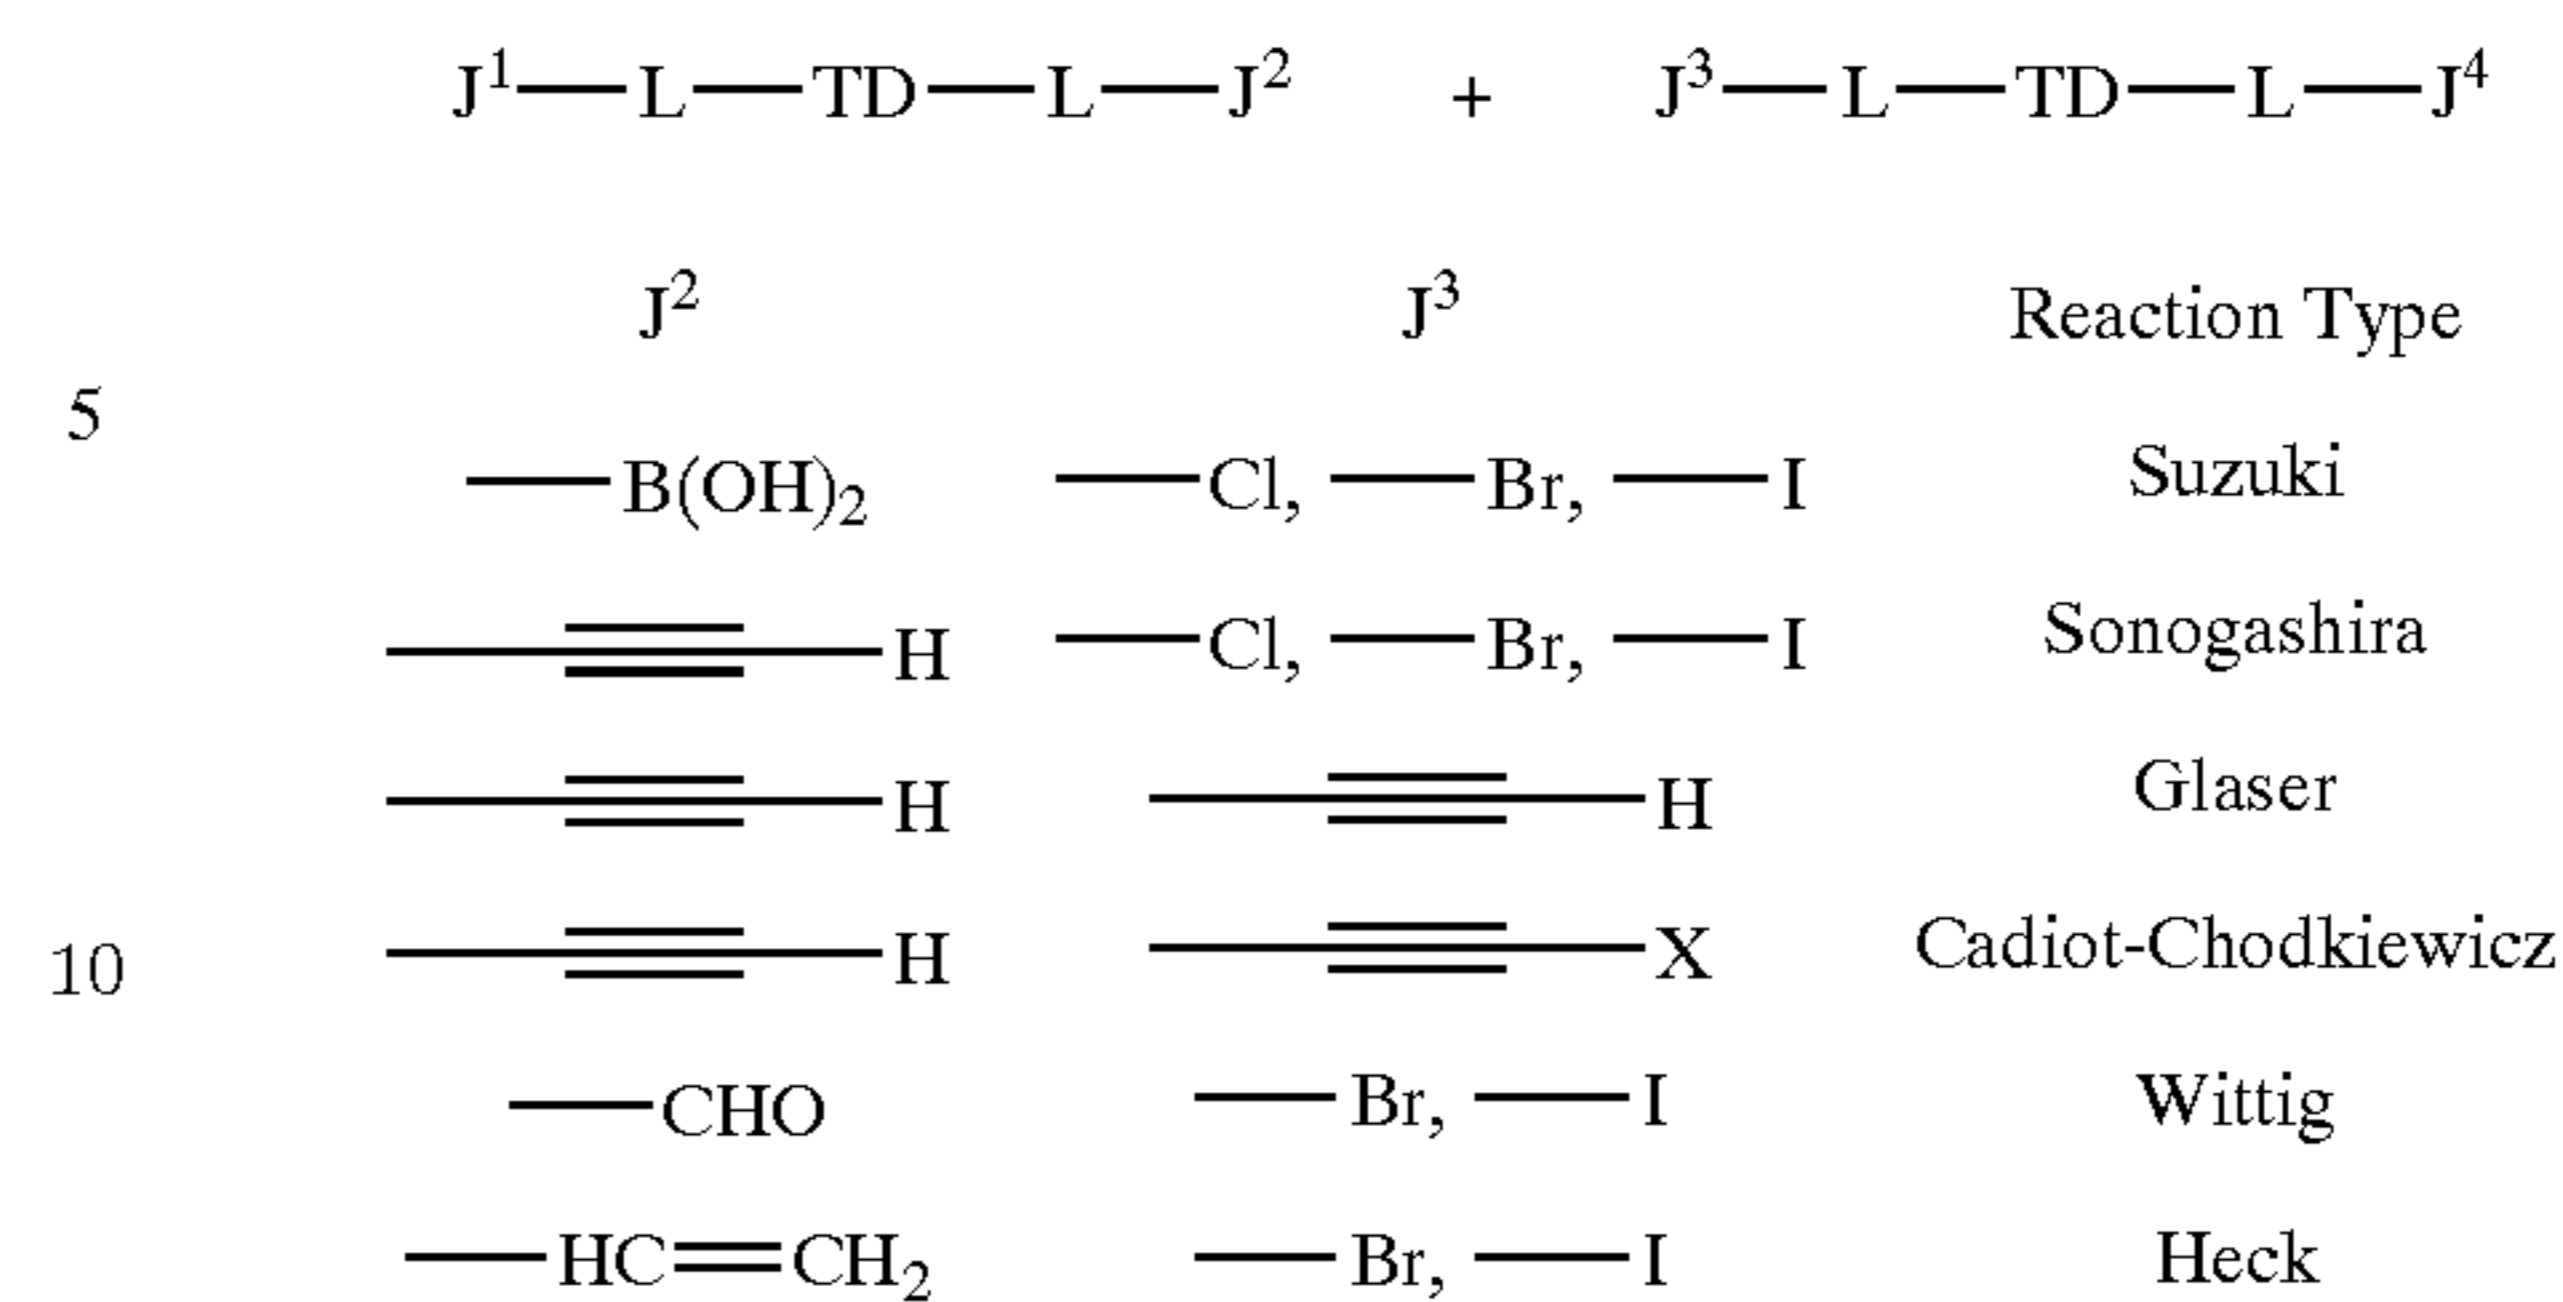 J¹—L—TD—L—J² + J³—L—TD—L—J⁴
J² J³ Reaction Type
5
—B(OH)₂ —Cl, —Br, —I Suzuki
—≡—H —Cl, —Br, —I Sonogashira
—≡—H —≡—H Glaser
10 —≡—H —≡—X Cadiot-Chodkiewicz
—CHO —Br, —I Wittig
—HC=CH₂ —Br, —I Heck